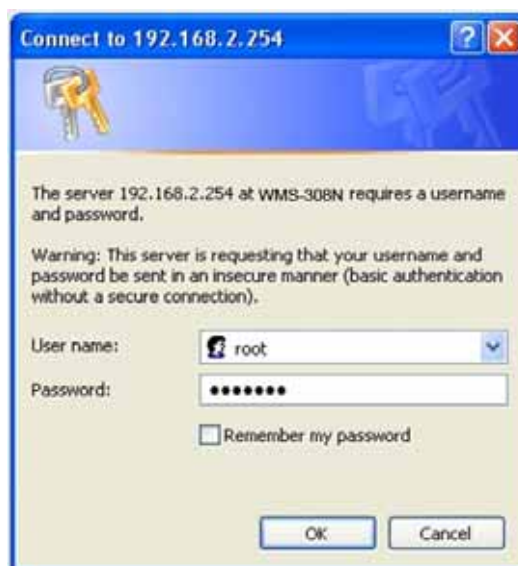 Connect to 192.168.2.254
?
The server 192.168.2.254 at WMS-308N requires a username
and password.
Warning: This server is requesting that your username and
password be sent in an insecure manner (basic authentication
without a secure connection).
User name:
root
Password:
•••••••
Remember my password
OK
Cancel